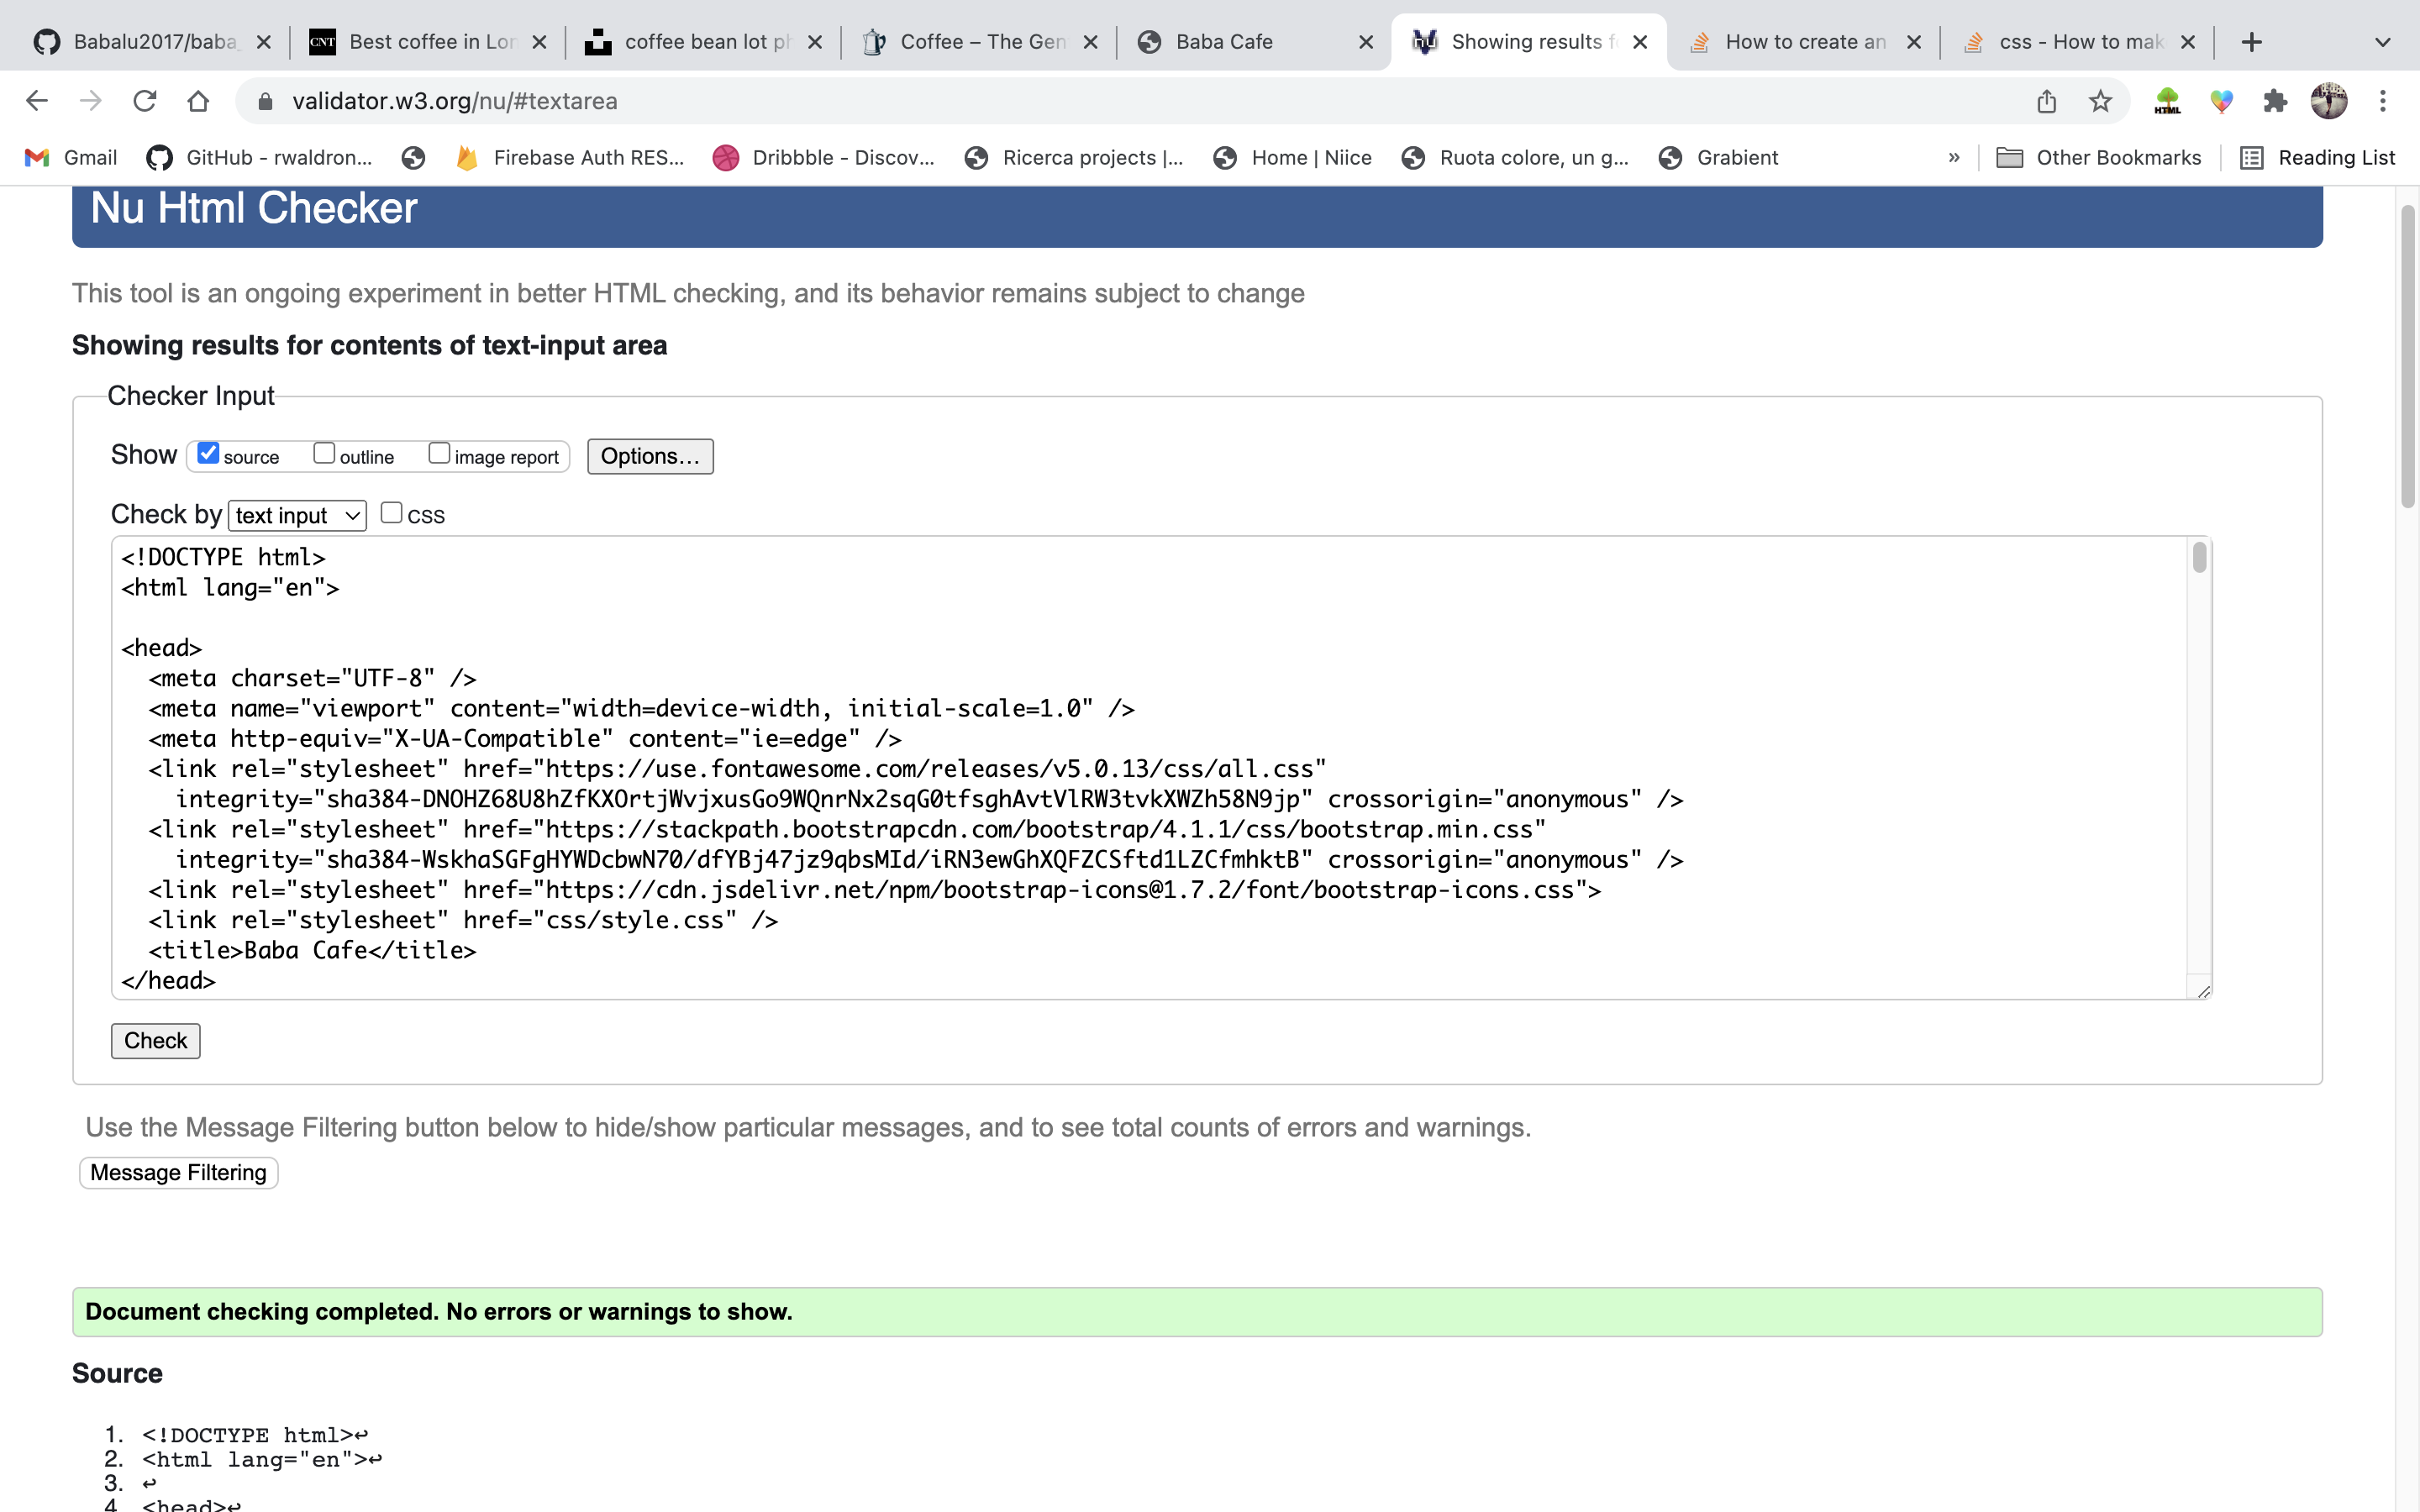 Babalu2017/baba_
CNT Best coffee in Lon
coffee bean lot ph
Coffee – The Gen
Baba Cafe
nu Showing results f
How to create an
css - How to mak
validator.w3.org/nu/#textarea
HTML
Gmail
GitHub - rwaldron...
Firebase Auth RES...
Dribbble - Discov...
Ricerca projects |...
Home | Niice
Ruota colore, un g...
Grabient
»
Other Bookmarks
Reading List
Nu Html Checker
This tool is an ongoing experiment in better HTML checking, and its behavior remains subject to change
Showing results for contents of text-input area
Checker Input
Show source outline image report Options...
Check by text input CSS
<!DOCTYPE html>
<html lang="en">
<head>
<meta charset="UTF-8" />
<meta name="viewport" content="width=device-width, initial-scale=1.0" />
<meta http-equiv="X-UA-Compatible" content="ie=edge" />
<link rel="stylesheet" href="https://use.fontawesome.com/releases/v5.0.13/css/all.css"
integrity="sha384-DNOHZ68U8hZfKXOrtjWvjxusGo9WQnrNx2sqG0tfsghAvtVlRW3tvkXWZh58N9jp" crossorigin="anonymous" />
<link rel="stylesheet" href="https://stackpath.bootstrapcdn.com/bootstrap/4.1.1/css/bootstrap.min.css"
integrity="sha384-WskhaSGFgHYWDcbwN70/dfYBj47jz9qbsMId/iRN3ewGhXQFZCSftd1LZCfmhktB" crossorigin="anonymous" />
<link rel="stylesheet" href="https://cdn.jsdelivr.net/npm/bootstrap-icons@1.7.2/font/bootstrap-icons.css">
<link rel="stylesheet" href="css/style.css" />
<title>Baba Cafe</title>
</head>
Check
Use the Message Filtering button below to hide/show particular messages, and to see total counts of errors and warnings.
Message Filtering
Document checking completed. No errors or warnings to show.
Source
1. <!DOCTYPE html>↩
2. <html lang="en">↩
3. ↩
4. <head>↩